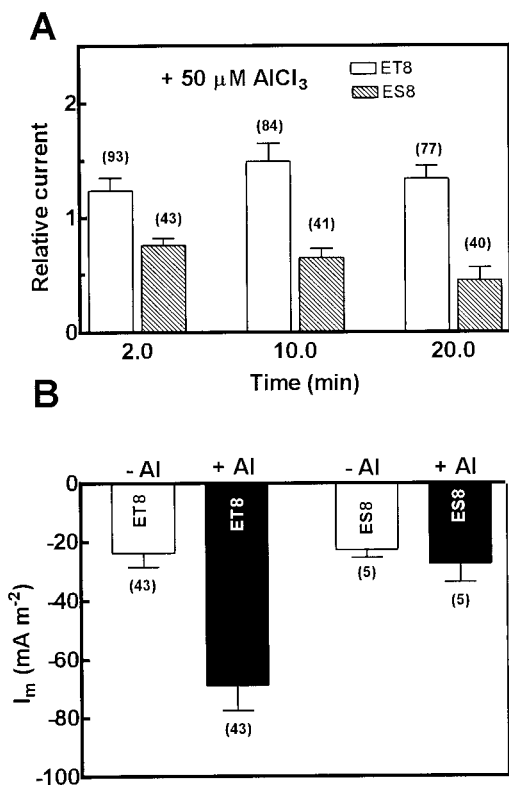 A
+ 50 µM AlCl₃
ET8
ES8
Relative current
2
1
0
(93)
(43)
(84)
(41)
(77)
(40)
2.0 10.0 20.0
Time (min)
B
- Al + Al - Al + Al
ET8 ET8 ES8 ES8
Iₘ (mA m⁻²)
0
-20
-40
-60
-80
-100
(43)
(43)
(5)
(5)